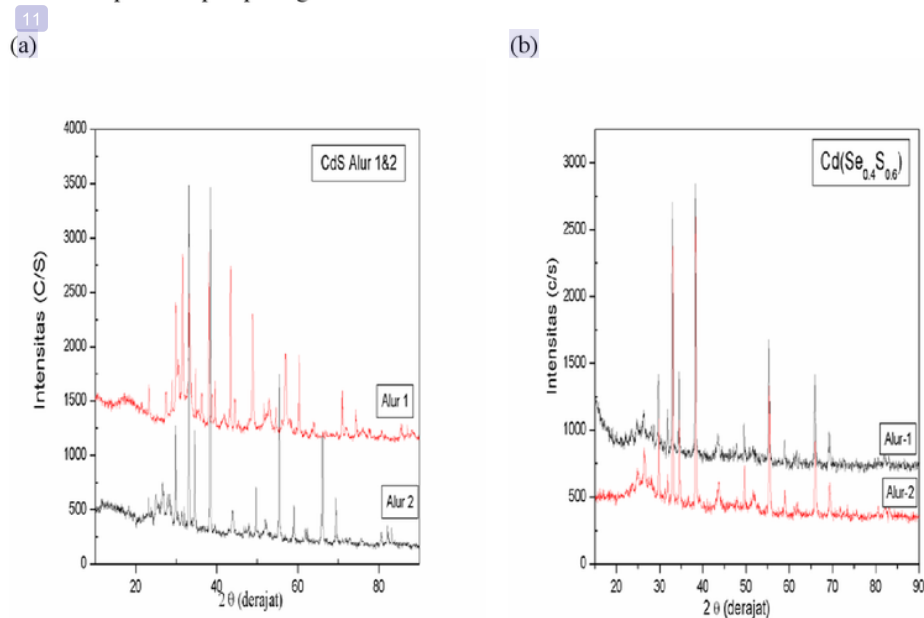 11
(a)
(b)
4000
3500
3000
2500
2000
1500
1000
500
0
Intensitas (C/S)
CdS Alur 1&2
Alur 1
Alur 2
20
40
60
80
2 θ (derajat)
3000
2500
2000
1500
1000
500
0
Intensitas (c/s)
Cd(Se0.4S0.6)
Alur-1
Alur-2
20
30
40
50
60
70
80
90
2 θ (derajat)